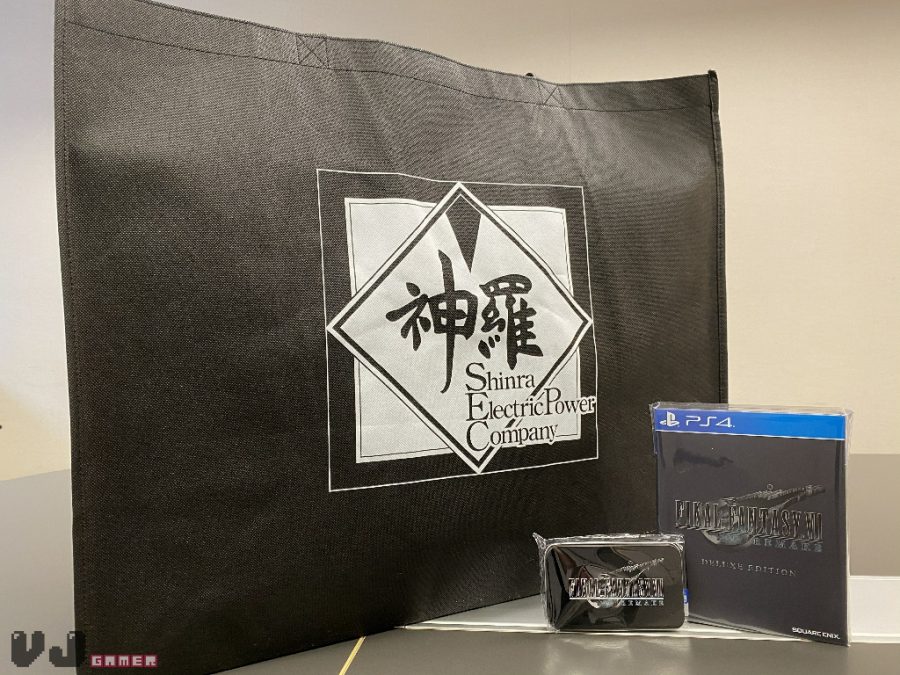 神羅
Shinra
Electric Power
Company
PS4
FINAL FANTASY VII
REMAKE
DELUXE EDITION
SQUARE ENIX
FINAL FANTASY VII
REMAKE
VJ
GAMER